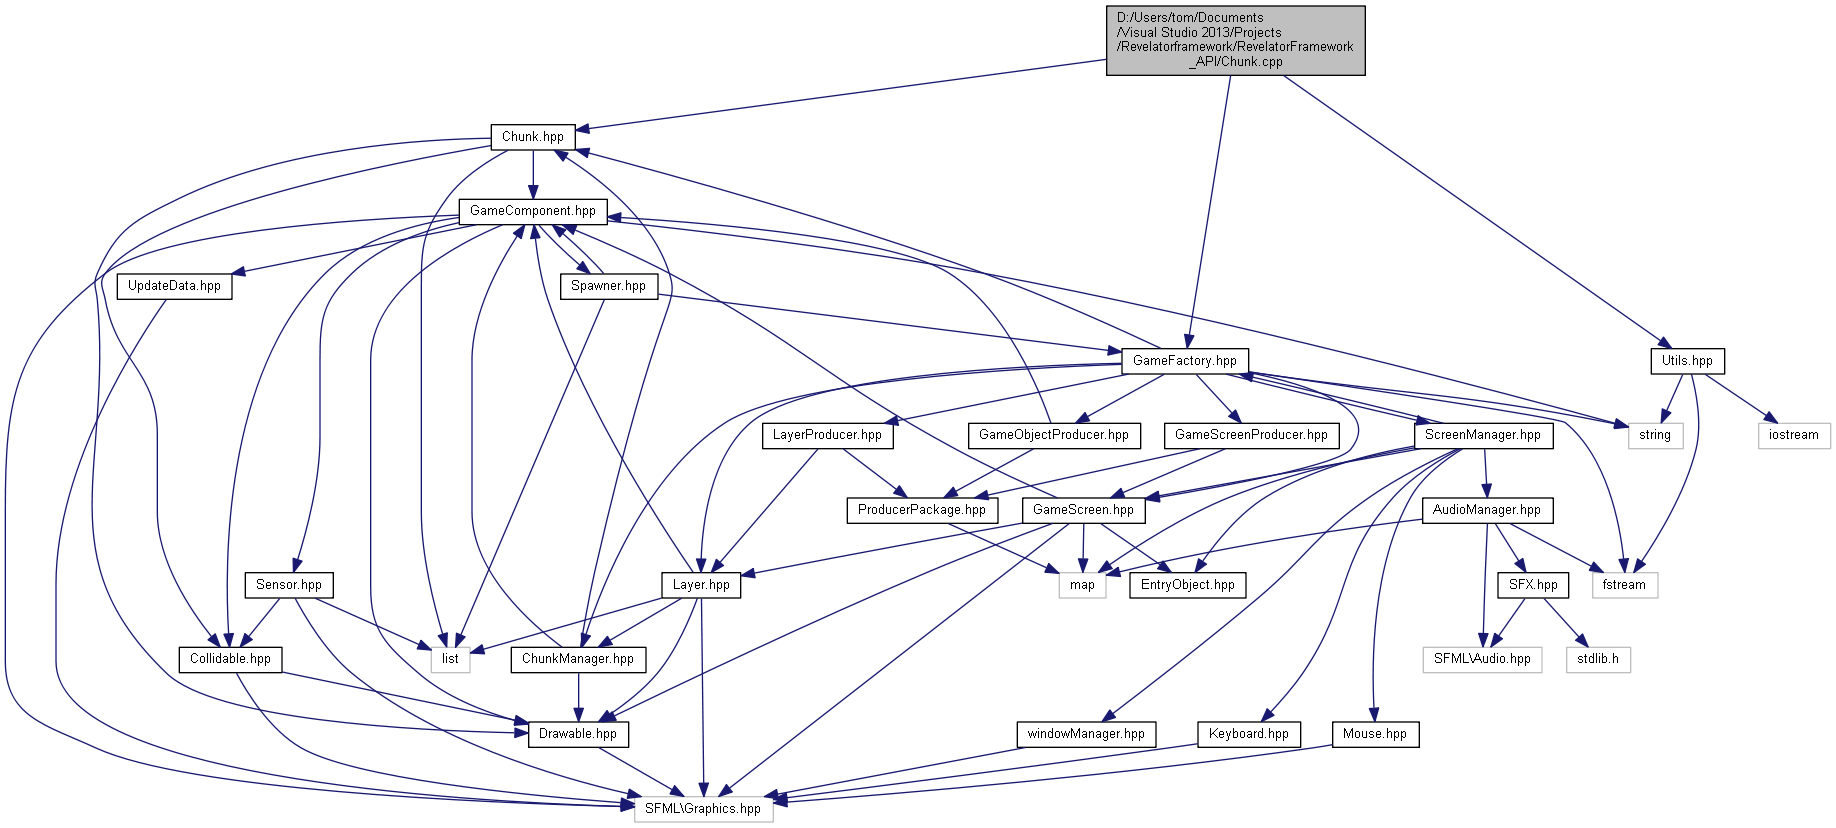 D:/Users/tom/Documents
/Visual Studio 2013/Projects
/Revelatorframework/RevelatorFramework
_API/Chunk.cpp
Chunk.hpp
GameComponent.hpp
UpdateData.hpp
Spawner.hpp
GameFactory.hpp
Utils.hpp
LayerProducer.hpp
GameObjectProducer.hpp
GameScreenProducer.hpp
ScreenManager.hpp
string
iostream
ProducerPackage.hpp
GameScreen.hpp
AudioManager.hpp
Sensor.hpp
Layer.hpp
map
EntryObject.hpp
SFX.hpp
fstream
Collidable.hpp
list
ChunkManager.hpp
SFML\Audio.hpp
stdlib.h
Drawable.hpp
windowManager.hpp
Keyboard.hpp
Mouse.hpp
SFML\Graphics.hpp